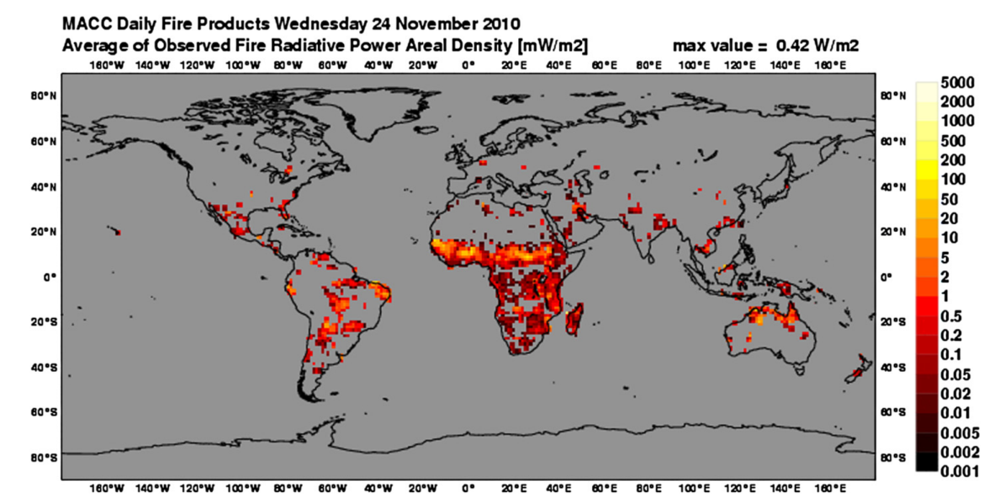 MACC Daily Fire Products Wednesday 24 November 2010
Average of Observed Fire Radiative Power Areal Density [mW/m2] max value = 0.42 W/m2
160°W 140°W 120°W 100°W 80°W 60°W 40°W 20°W 0° 20°E 40°E 60°E 80°E 100°E 120°E 140°E 160°E
80°N 80°N
60°N 60°N
40°N 40°N
20°N 20°N
0° 0°
20°S 20°S
40°S 40°S
60°S 60°S
80°S 80°S
160°W 140°W 120°W 100°W 80°W 60°W 40°W 20°W 0° 20°E 40°E 60°E 80°E 100°E 120°E 140°E 160°E
5000
2000
1000
500
200
100
50
20
10
5
2
1
0.5
0.2
0.1
0.05
0.02
0.01
0.005
0.002
0.001